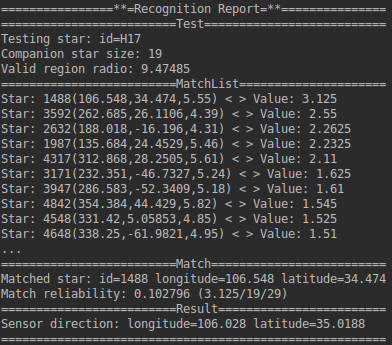 ================**=Recognition Report=**===============
=========================Test==========================
Testing star: id=H17
Companion star size: 19
Valid region radio: 9.47485
=========================MatchList=====================
Star: 1488(106.548,34.474,5.55) < > Value: 3.125
Star: 3592(262.685,26.1106,4.39) < > Value: 2.55
Star: 2632(188.018,-16.196,4.31) < > Value: 2.2625
Star: 1987(135.684,24.4529,5.46) < > Value: 2.2325
Star: 4317(312.868,28.2505,5.61) < > Value: 2.11
Star: 3171(232.351,-46.7327,5.24) < > Value: 1.625
Star: 3947(286.583,-52.3409,5.18) < > Value: 1.61
Star: 4842(354.384,44.429,5.82) < > Value: 1.545
Star: 4548(331.42,5.05853,4.85) < > Value: 1.525
Star: 4648(338.25,-61.9821,4.95) < > Value: 1.51
...
=========================Match=========================
Matched star: id=1488 longitude=106.548 latitude=34.474
Match reliability: 0.102796 (3.125/19/29)
=========================Result========================
Sensor direction: longitude=106.028 latitude=35.0188
=======================================================